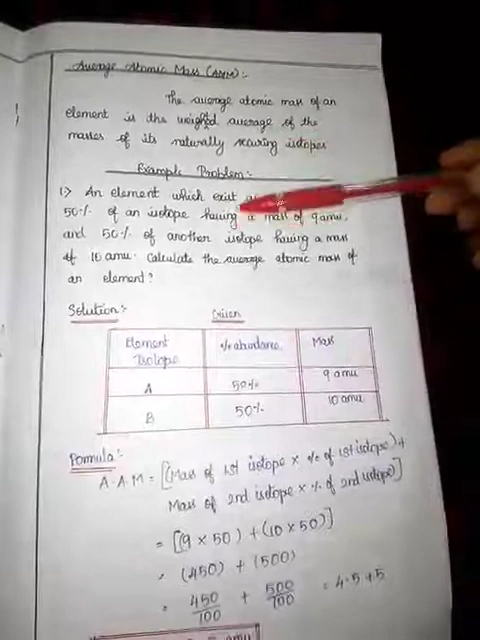 Average Atomic Mass (AAM):-
The average atomic mass of an
element is the weighted average of the
masses of its naturally occuring isotopes
Example Problem:-
1.) An element which exist
50% of an isotope having a mass of 9 amu,
and 50% of another isotope having a mass
of 10 amu. Calculate the average atomic mass of
an element?
Solution:-
Given
Element Isotope | % abundance | Mass
A | 50% | 9 amu
B | 50% | 10 amu
Formula:-
A.A.M = [(Mass of 1st isotope × % of 1st isotope) +
Mass of 2nd isotope × % of 2nd isotope)]
= [(9 × 50) + (10 × 50)]
= (450) + (500)
= 450/100 + 500/100 = 4.5 + 5
amu